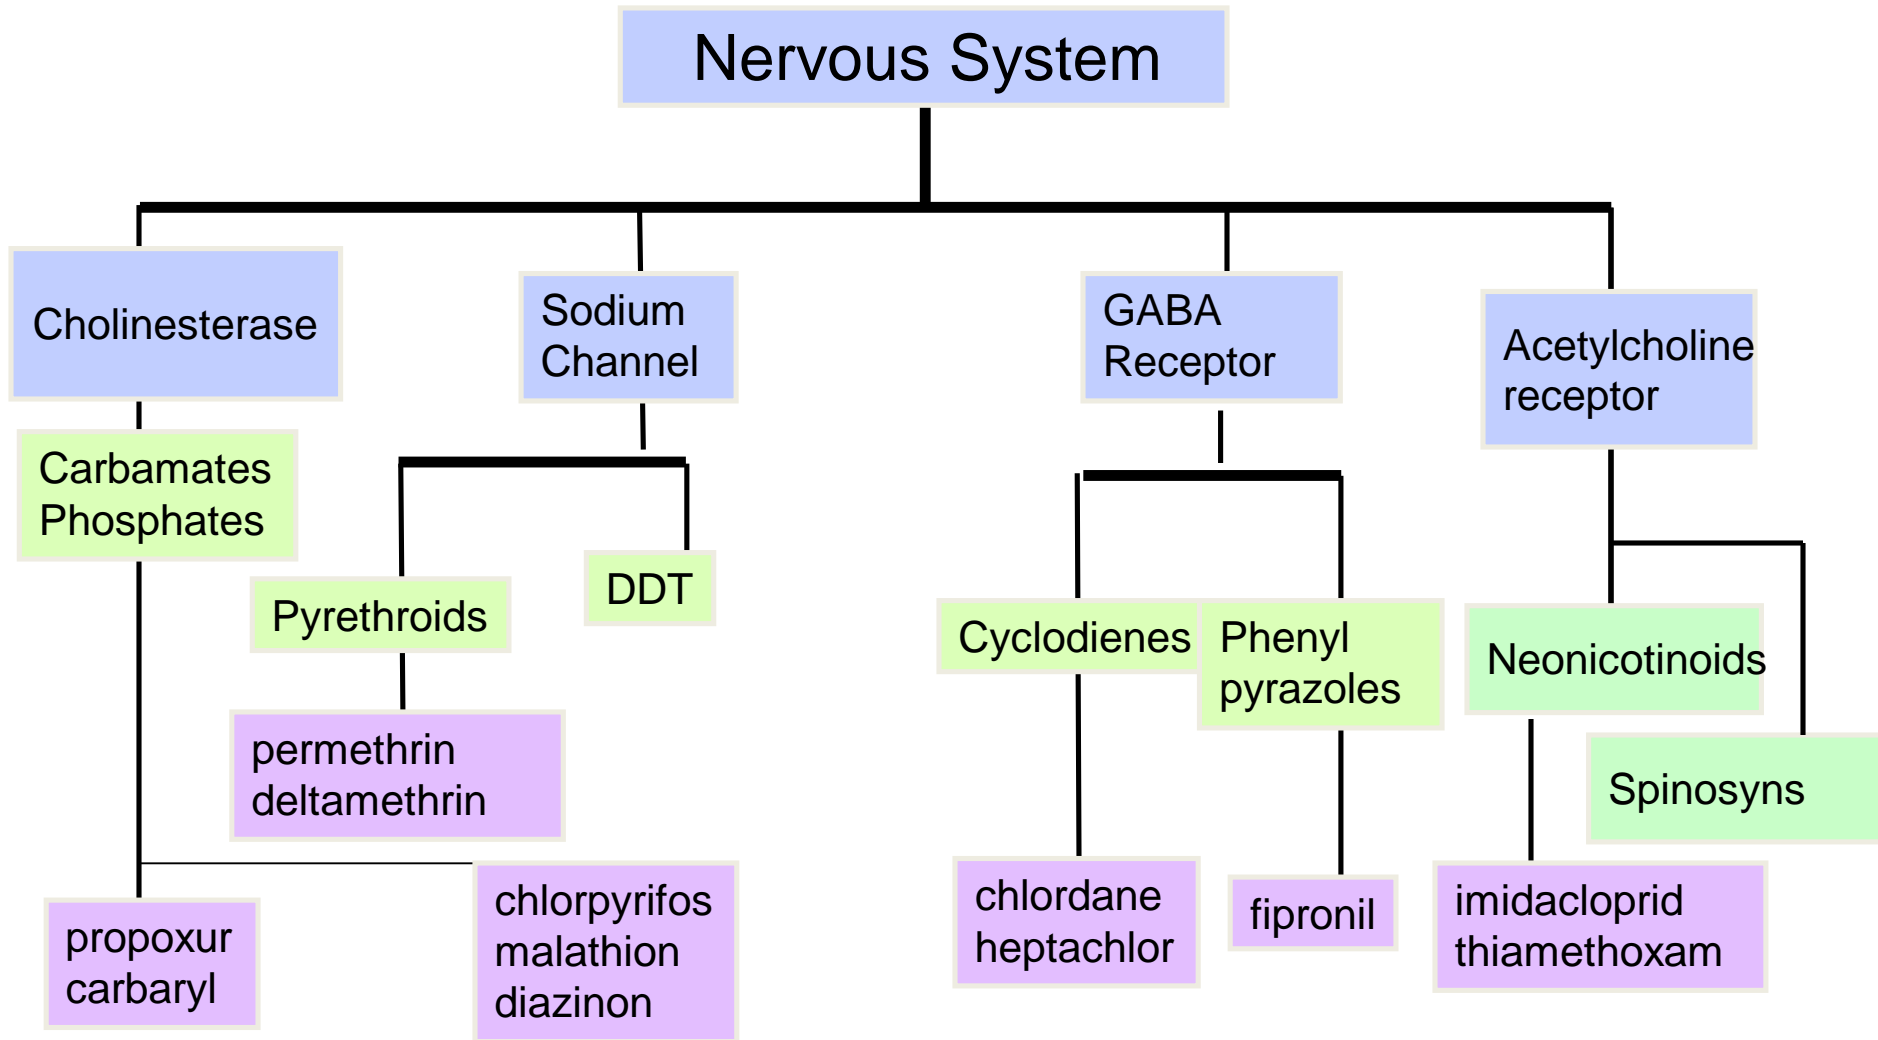 Nervous System
Cholinesterase
Sodium
Channel
GABA
Receptor
Acetylcholine
receptor
Carbamates
Phosphates
Pyrethroids
DDT
Cyclodienes
Phenyl
pyrazoles
Neonicotinoids
Spinosyns
permethrin
deltamethrin
propoxur
carbaryl
chlorpyrifos
malathion
diazinon
chlordane
heptachlor
fipronil
imidacloprid
thiamethoxam